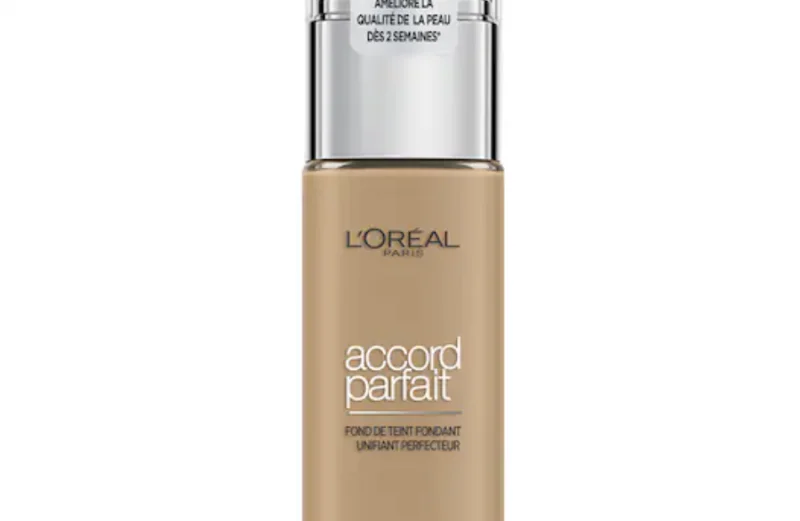 AMÉLIORE LA
QUALITÉ DE LA PEAU
DÈS 2 SEMAINES*
L'ORÉAL
PARIS
accord
parfait
FOND DE TEINT FONDANT
UNIFIANT PERFECTEUR